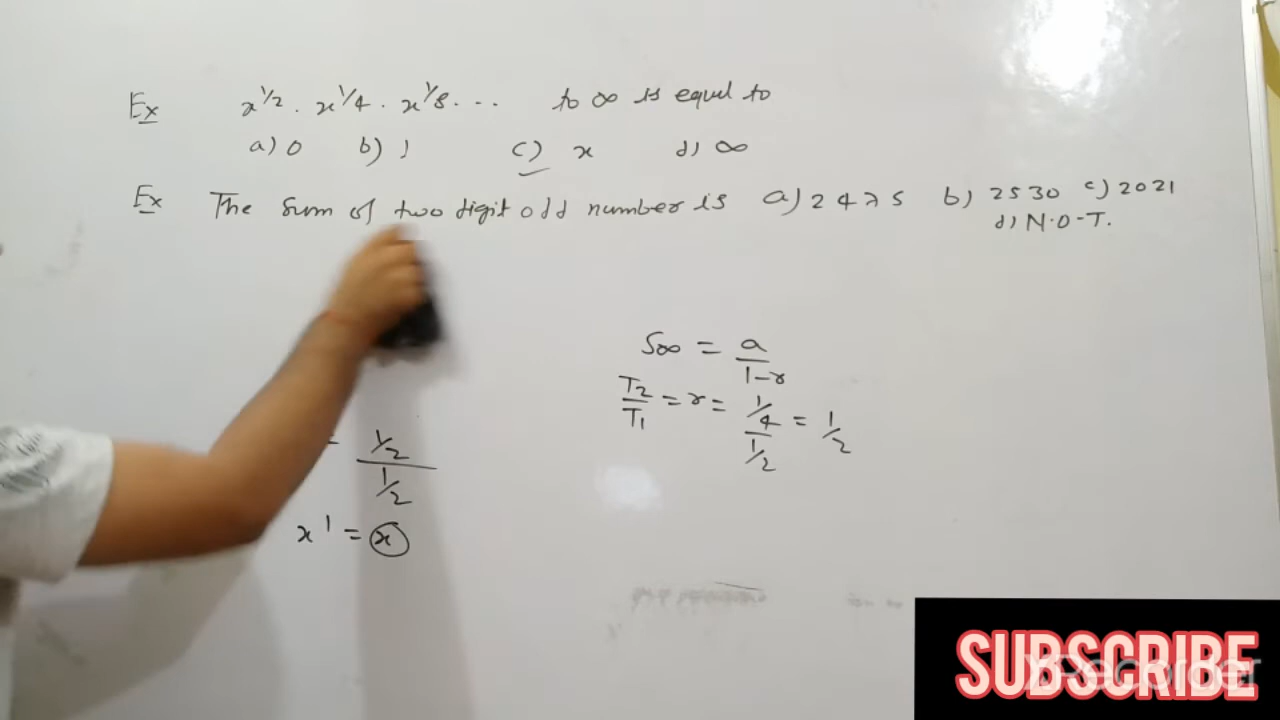 Ex x^1/2 . x^1/4 . x^1/8 . . . to ∞ is equal to
a) 0 b) 1 c) x d) ∞
Ex The Sum of two digit odd number is a) 2475 b) 2530 c) 2021
d) N.O.T.
S∞ = a/1-r
T2/T1 = r = 1/4/1/2 = 1/2
= 1/2/1/2
x^1 = x
SUBSCRIBE
XRecorder